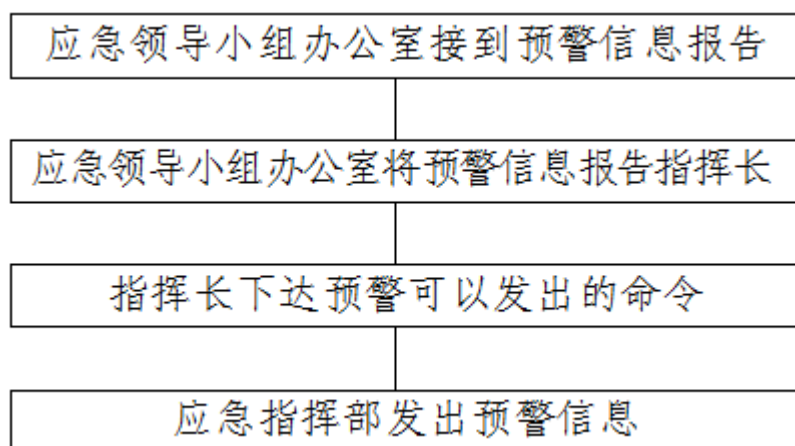 应急领导小组办公室接到预警信息报告
应急领导小组办公室将预警信息报告指挥长
指挥长下达预警可以发出的命令
应急指挥部发出预警信息